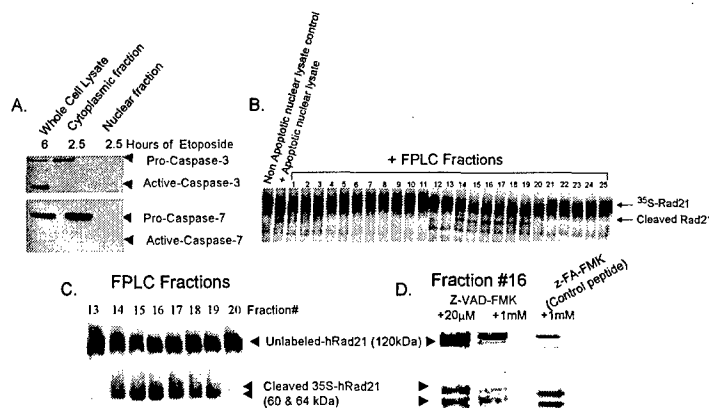 A.
Whole Cell Lysate
Cytoplasmic fraction
Nuclear fraction
6 2.5 2.5 Hours of Etoposide
Pro-Caspase-3
Active-Caspase-3
Pro-Caspase-7
Active-Caspase-7
B.
Non Apoptotic nuclear lysate control
+ Apoptotic nuclear lysate
+ FPLC Fractions
1 2 3 4 5 6 7 8 9 10 11 12 13 14 15 16 17 18 19 20 21 22 23 24 25
35S-Rad21
Cleaved Rad21
C.
FPLC Fractions
13 14 15 16 17 18 19 20 Fraction#
Unlabeled-hRad21 (120kDa)
Cleaved 35S-hRad21
(60 & 64 kDa)
D.
Fraction #16
Z-VAD-FMK
+20µM +1mM
z-FA-FMK
(Control peptide)
+1mM